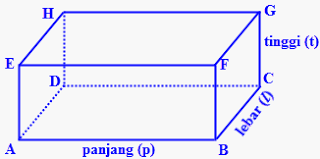 H
G
tinggi (t)
E
F
D
C
lebar (l)
A
panjang (p)
B